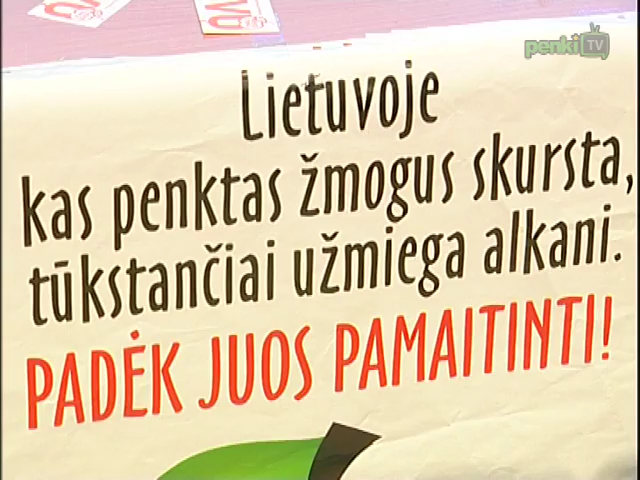 penki TV
Lietuvoje
kas penktas žmogus skursta,
tūkstančiai užmiega alkani.
PADĖK JUOS PAMAITINTI!